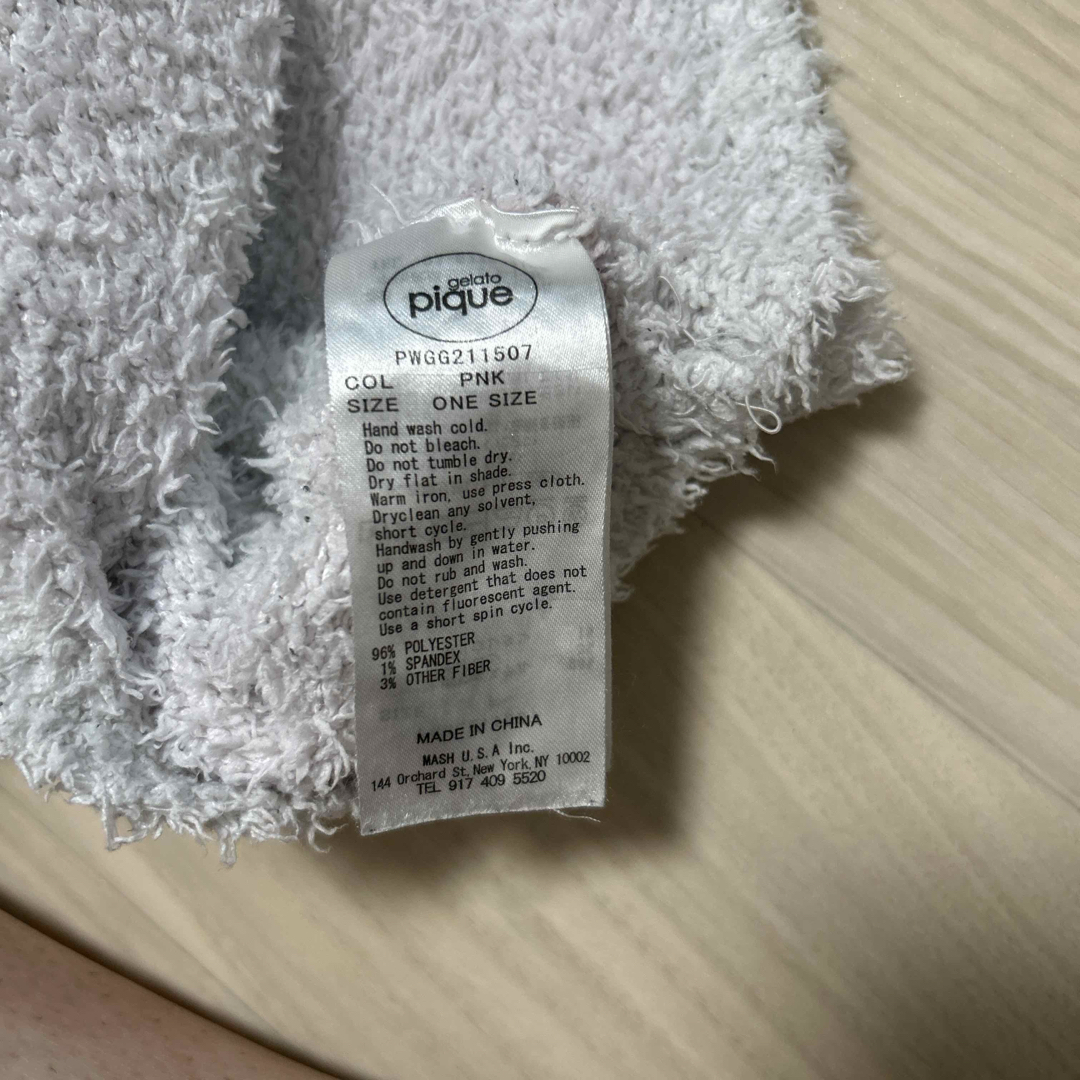 gelato
pique
PWGG211507
COL PNK
SIZE ONE SIZE
Hand wash cold.
Do not bleach.
Do not tumble dry.
Dry flat in shade.
Warm iron, use press cloth.
Dryclean any solvent,
short cycle.
Handwash by gently pushing
up and down in water.
Do not rub and wash.
Use detergent that does not
contain fluorescent agent.
Use a short spin cycle.
96% POLYESTER
1% SPANDEX
3% OTHER FIBER
MADE IN CHINA
MASH U.S.A Inc.
144 Orchard St, New York, NY 10002
TEL 917 409 5520